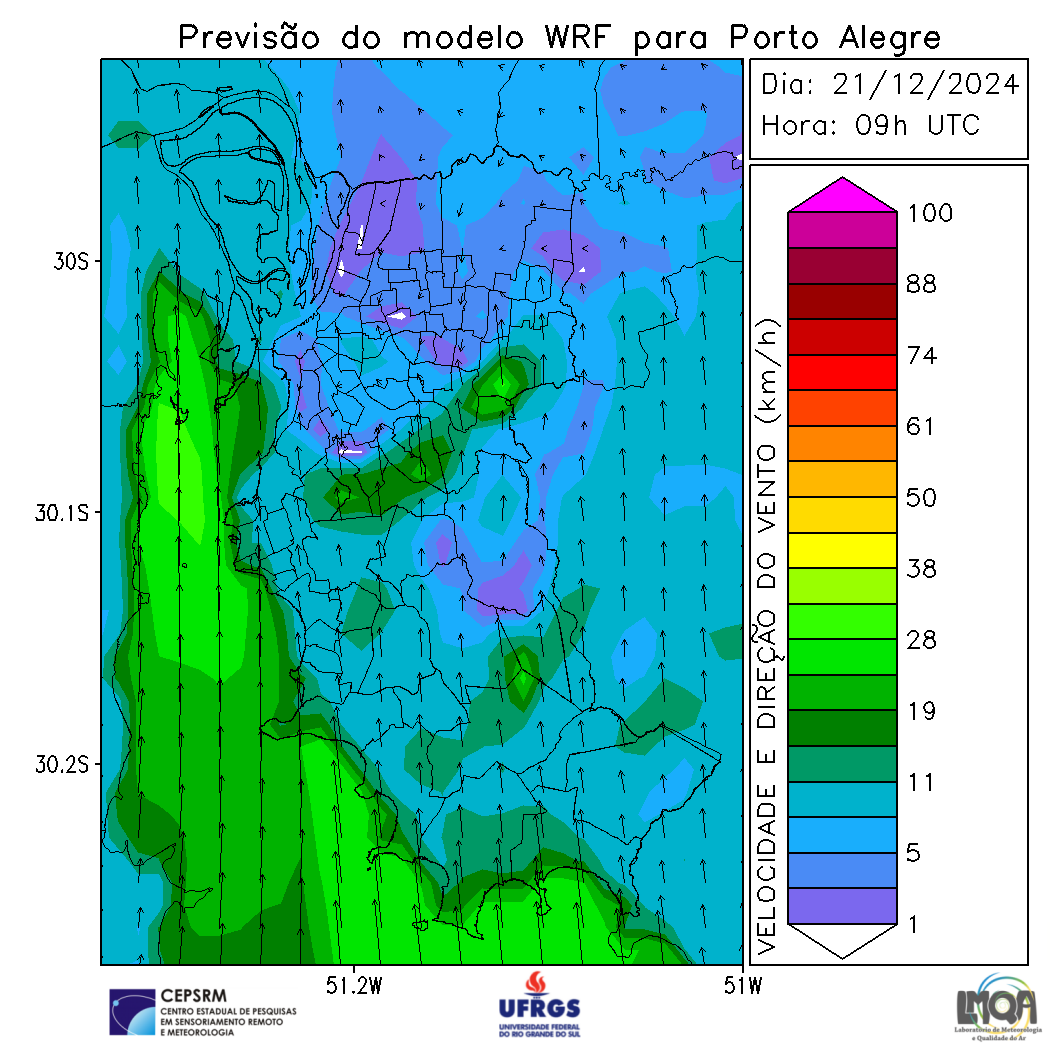 Previsão do modelo WRF para Porto Alegre
Dia: 21/12/2024
Hora: 09h UTC
30S
30.1S
30.2S
51.2W
51W
VELOCIDADE E DIREÇÃO DO VENTO (km/h)
100
88
74
61
50
38
28
19
11
5
1
CEPSRM
CENTRO ESTADUAL DE PESQUISAS
EM SENSORIAMENTO REMOTO
E METEOROLOGIA
UFRGS
UNIVERSIDADE FEDERAL
DO RIO GRANDE DO SUL
LMQA
Laboratório de Meteorologia
e Qualidade do Ar